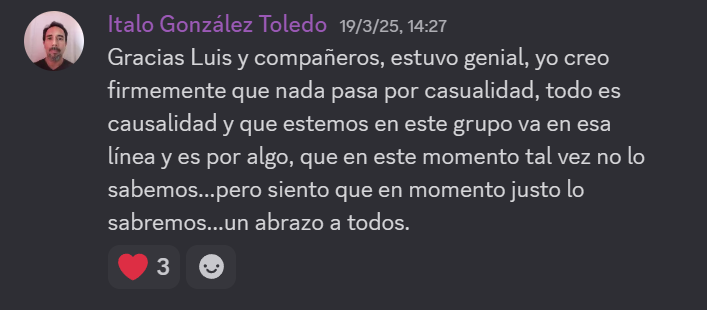 Italo González Toledo 19/3/25, 14:27
Gracias Luis y compañeros, estuvo genial, yo creo
firmemente que nada pasa por casualidad, todo es
causalidad y que estemos en este grupo va en esa
línea y es por algo, que en este momento tal vez no lo
sabemos...pero siento que en momento justo lo
sabremos...un abrazo a todos.
3